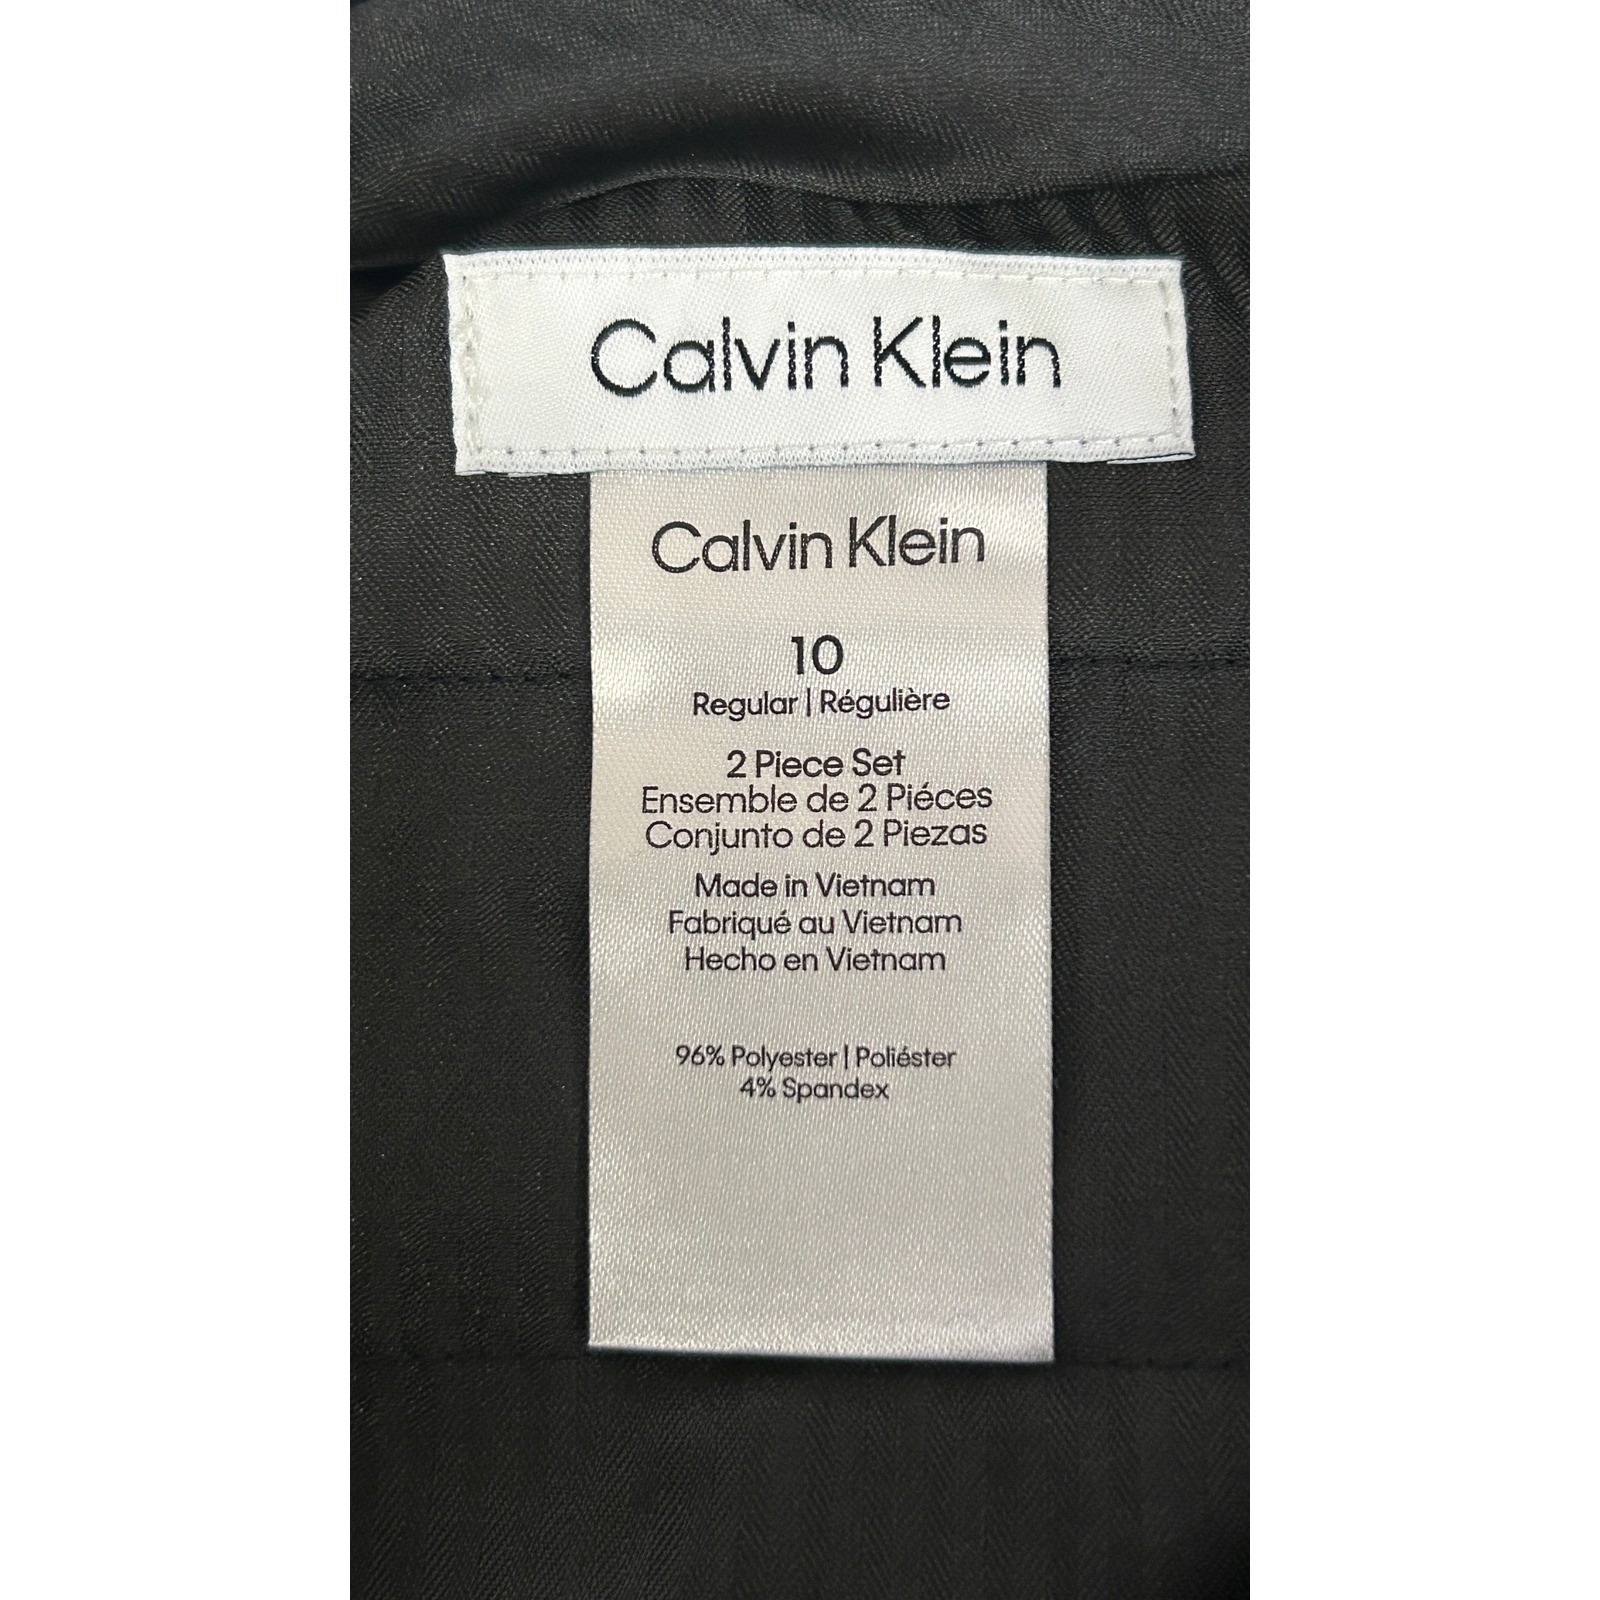 Calvin Klein
Calvin Klein
10
Regular | Régulière
2 Piece Set
Ensemble de 2 Piéces
Conjunto de 2 Piezas
Made in Vietnam
Fabriqué au Vietnam
Hecho en Vietnam
96% Polyester | Poliéster
4% Spandex